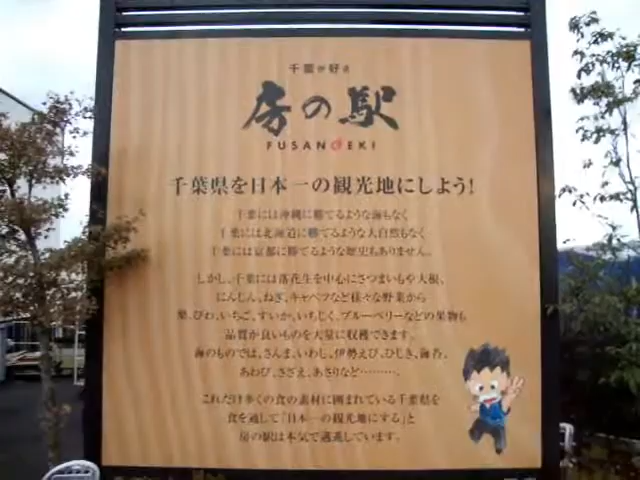 千葉が好き
房の駅
FUSANOEKI
千葉県を日本一の観光地にしよう!
千葉には沖縄に勝てるような海もなく
千葉には北海道に勝てるような大自然もなく
千葉には京都に勝てるような歴史もありません。
しかし、千葉には落花生を中心にさつまいもや大根、
にんじん、ねぎ、キャベツなど様々な野菜から
梨、びわ、いちご、すいか、いちじく、ブルーベリーなどの果物も
品質が良いものを大量に収穫できます。
海のものでは、さんま、いわし、伊勢えび、ひじき、海苔、
あわび、さざえ、あさりなど………。
これだけ多くの食の素材に囲まれている千葉県を
食を通して「日本一の観光地にする」と
房の駅は本気で邁進しています。